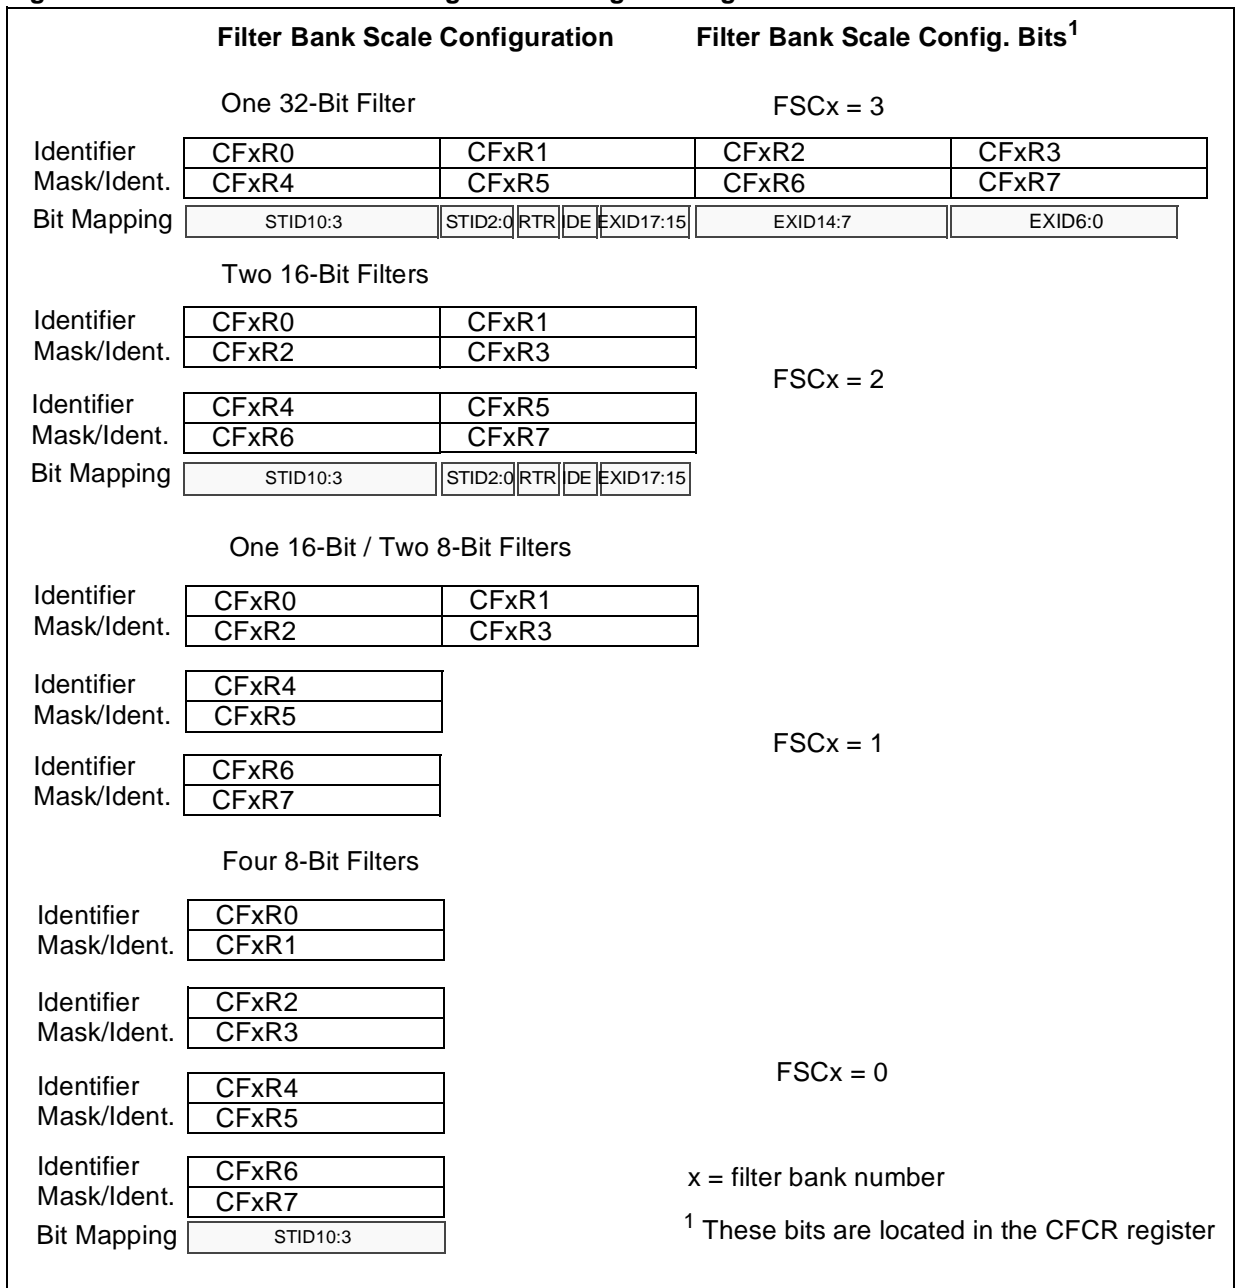 Filter Bank Scale Configuration Filter Bank Scale Config. Bits1
One 32-Bit Filter FSCx = 3
Identifier CFxR0 CFxR1 CFxR2 CFxR3
Mask/Ident. CFxR4 CFxR5 CFxR6 CFxR7
Bit Mapping STID10:3 STID2:0 RTR IDE EXID17:15 EXID14:7 EXID6:0
Two 16-Bit Filters
Identifier CFxR0 CFxR1
Mask/Ident. CFxR2 CFxR3
FSCx = 2
Identifier CFxR4 CFxR5
Mask/Ident. CFxR6 CFxR7
Bit Mapping STID10:3 STID2:0 RTR IDE EXID17:15
One 16-Bit / Two 8-Bit Filters
Identifier CFxR0 CFxR1
Mask/Ident. CFxR2 CFxR3
Identifier CFxR4
Mask/Ident. CFxR5
FSCx = 1
Identifier CFxR6
Mask/Ident. CFxR7
Four 8-Bit Filters
Identifier CFxR0
Mask/Ident. CFxR1
Identifier CFxR2
Mask/Ident. CFxR3
FSCx = 0
Identifier CFxR4
Mask/Ident. CFxR5
Identifier CFxR6
Mask/Ident. CFxR7
x = filter bank number
Bit Mapping STID10:3
1 These bits are located in the CFCR register